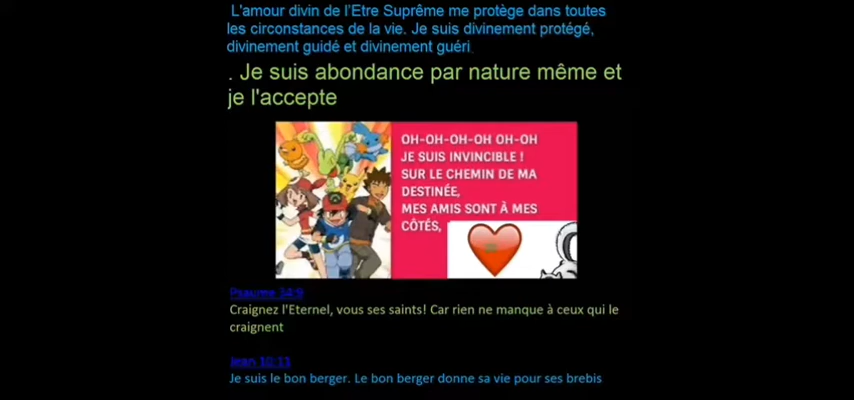 L'amour divin de l’Etre Suprême me protège dans toutes
les circonstances de la vie. Je suis divinement protégé,
divinement guidé et divinement guéri.
. Je suis abondance par nature même et
je l'accepte
OH-OH-OH-OH OH-OH
JE SUIS INVINCIBLE !
SUR LE CHEMIN DE MA
DESTINÉE,
MES AMIS SONT À MES
CÔTÉS,
Psaume 34:9
Craignez l'Eternel, vous ses saints! Car rien ne manque à ceux qui le
craignent
Jean 10:11
Je suis le bon berger. Le bon berger donne sa vie pour ses brebis